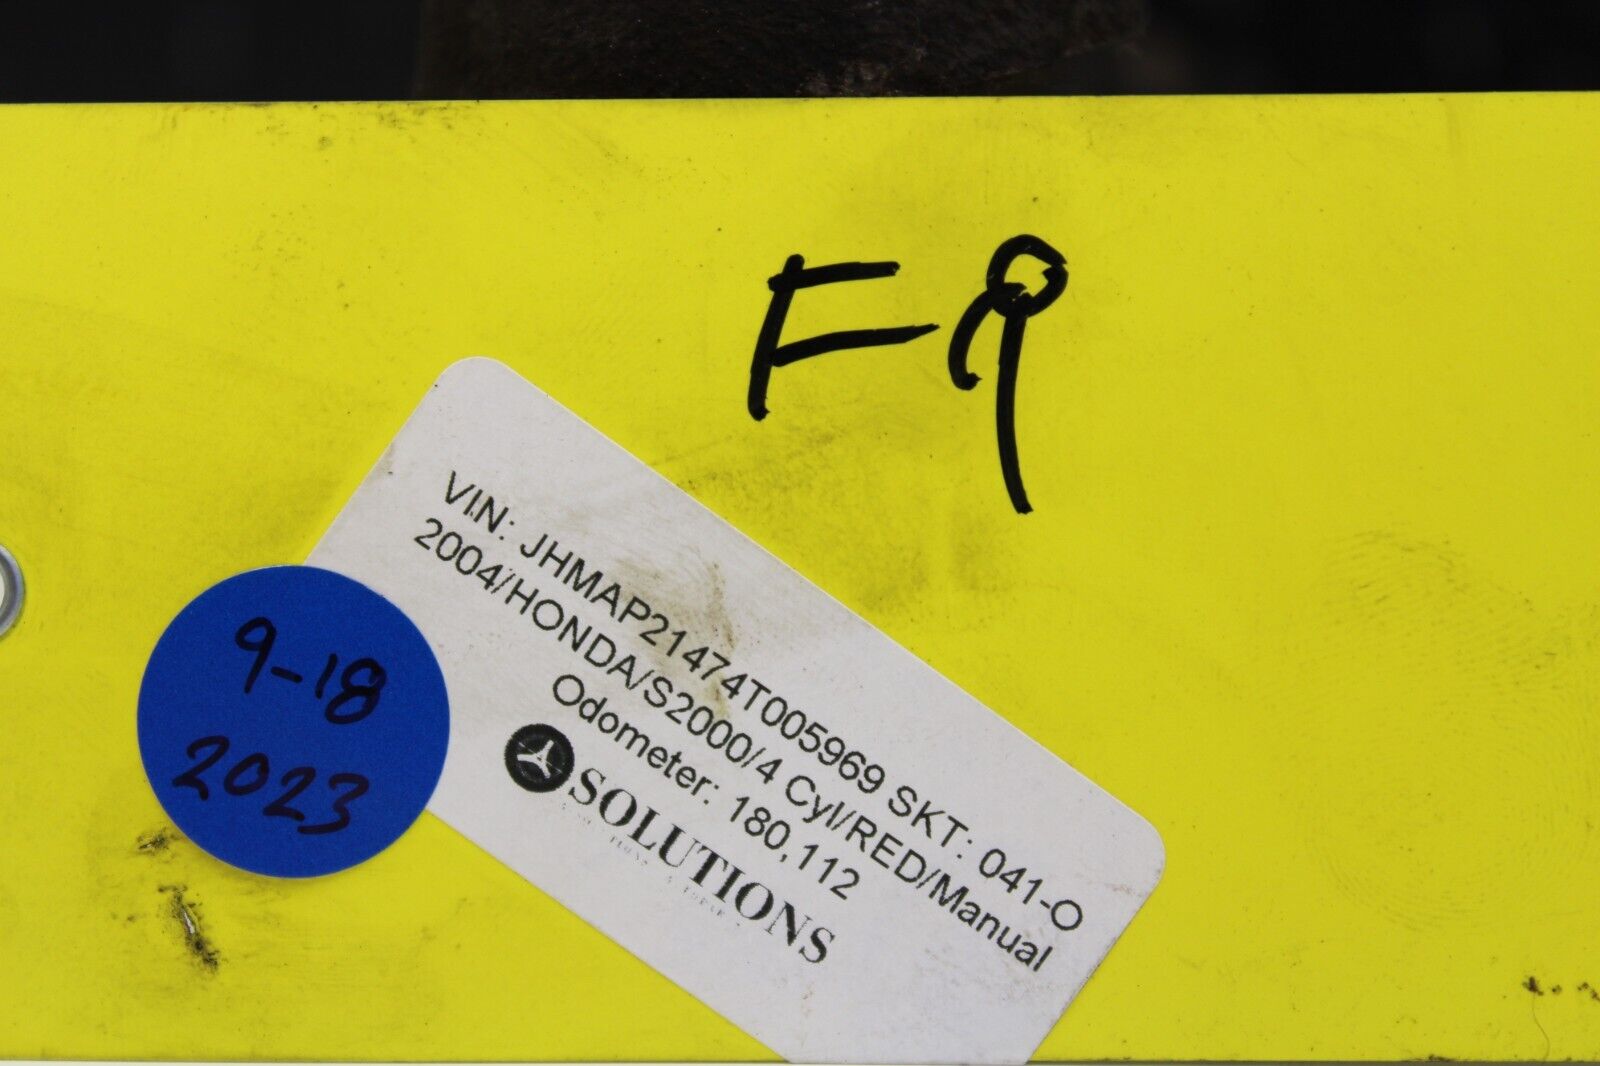 F9
VIN: JHMAP21474T005969 SKT: 041-O
2004/HONDA/S2000/4 Cyl/RED/Manual
Odometer: 180,112
SOLUTIONS
9-18
2023